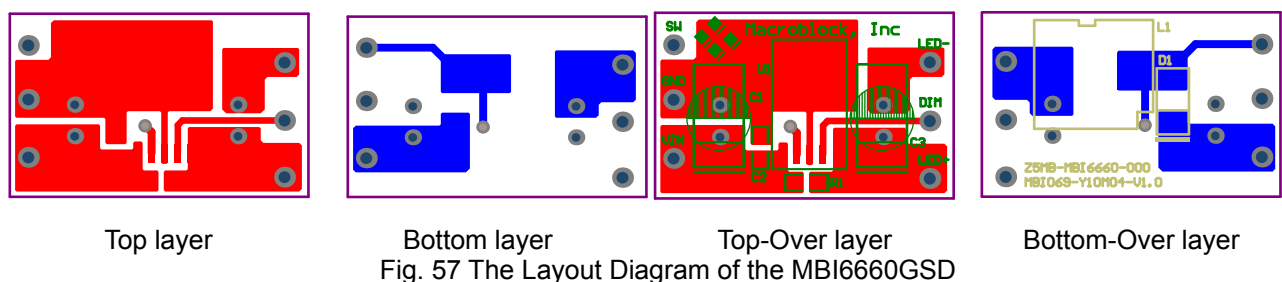 SW
Macroblock, Inc
LED-
U1
GND
C1
DIM
VIN
C3
LED+
C2
R1
L1
D1
Z5MB-MBI6660-000
MBI06S-Y10M04-V1.0
Top layer
Bottom layer
Top-Over layer
Bottom-Over layer
Fig. 57 The Layout Diagram of the MBI6660GSD